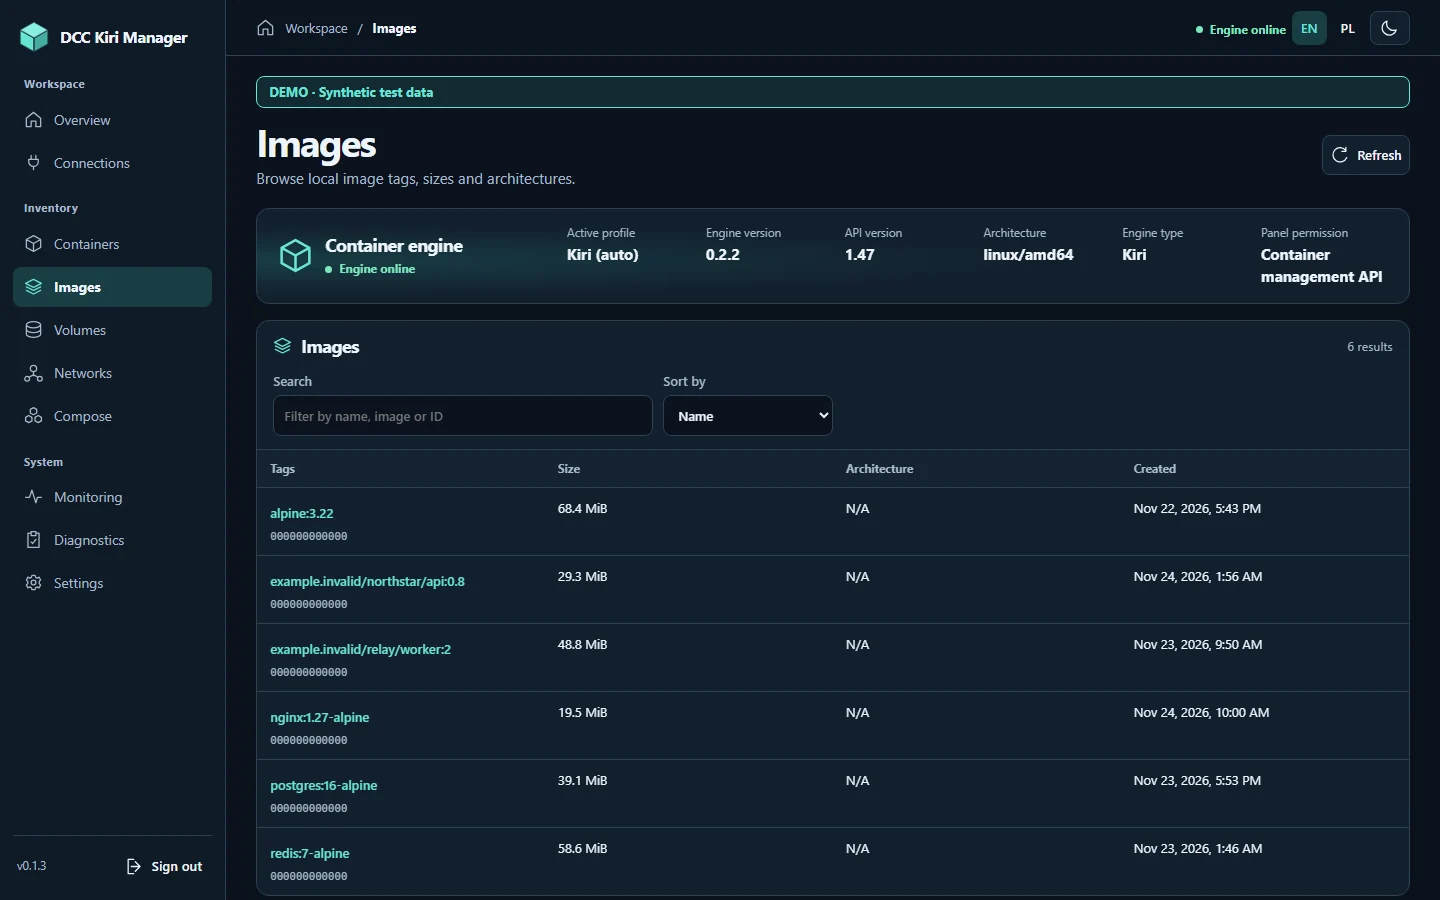 DCC Kiri Manager
Workspace
Overview
Connections
Inventory
Containers
Images
Volumes
Networks
Compose
System
Monitoring
Diagnostics
Settings
v0.1.3
Sign out
Workspace / Images
Engine online
EN
PL
DEMO · Synthetic test data
Images
Browse local image tags, sizes and architectures.
Refresh
Container engine
Engine online
Active profile
Kiri (auto)
Engine version
0.2.2
API version
1.47
Architecture
linux/amd64
Engine type
Kiri
Panel permission
Container
management API
Images
6 results
Search
Sort by
Filter by name, image or ID
Name
Tags Size Architecture Created
alpine:3.22 68.4 MiB N/A Nov 22, 2026, 5:43 PM
000000000000
example.invalid/northstar/api:0.8 29.3 MiB N/A Nov 24, 2026, 1:56 AM
000000000000
example.invalid/relay/worker:2 48.8 MiB N/A Nov 23, 2026, 9:50 AM
000000000000
nginx:1.27-alpine 19.5 MiB N/A Nov 24, 2026, 10:00 AM
000000000000
postgres:16-alpine 39.1 MiB N/A Nov 23, 2026, 5:53 PM
000000000000
redis:7-alpine 58.6 MiB N/A Nov 23, 2026, 1:46 AM
000000000000